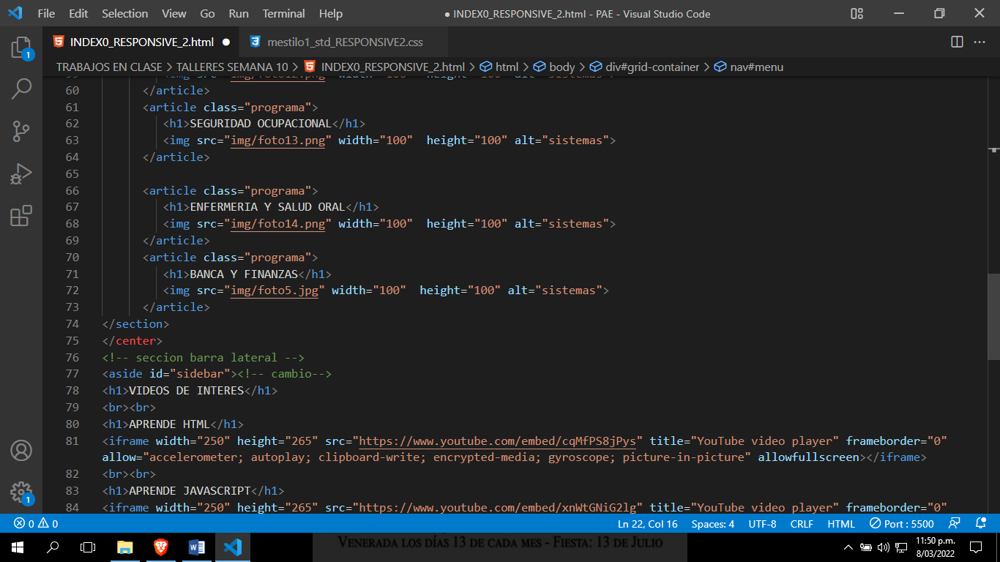 File Edit Selection View Go Run Terminal Help ● INDEX0_RESPONSIVE_2.html - PAE - Visual Studio Code
INDEX0_RESPONSIVE_2.html ● mestilo1_std_RESPONSIVE2.css
TRABAJOS EN CLASE > TALLERES SEMANA 10 > INDEX0_RESPONSIVE_2.html > html > body > div#grid-container > nav#menu
60 </article>
61 <article class="programa">
62 <h1>SEGURIDAD OCUPACIONAL</h1>
63 <img src="img/foto13.png" width="100"  height="100" alt="sistemas">
64 </article>
65
66 <article class="programa">
67 <h1>ENFERMERIA Y SALUD ORAL</h1>
68 <img src="img/foto14.png" width="100"  height="100" alt="sistemas">
69 </article>
70 <article class="programa">
71 <h1>BANCA Y FINANZAS</h1>
72 <img src="img/foto5.jpg" width="100"  height="100" alt="sistemas">
73 </article>
74 </section>
75 </center>
76 <!-- seccion barra lateral -->
77 <aside id="sidebar"><!-- cambio-->
78 <h1>VIDEOS DE INTERES</h1>
79 <br><br>
80 <h1>APRENDE HTML</h1>
81 <iframe width="250" height="265" src="https://www.youtube.com/embed/cqMfPS8jPys" title="YouTube video player" frameborder="0"
allow="accelerometer; autoplay; clipboard-write; encrypted-media; gyroscope; picture-in-picture" allowfullscreen></iframe>
82 <br><br>
83 <h1>APRENDE JAVASCRIPT</h1>
84 <iframe width="250" height="265" src="https://www.youtube.com/embed/xnWtGNiG2lg" title="YouTube video player" frameborder="0"
1
1
0 0 Ln 22, Col 16 Spaces: 4 UTF-8 CRLF HTML Port : 5500
VENERADA LOS DÍAS 13 DE CADA MES - FIESTA: 13 DE JULIO
11:50 p.m.
8/03/2022